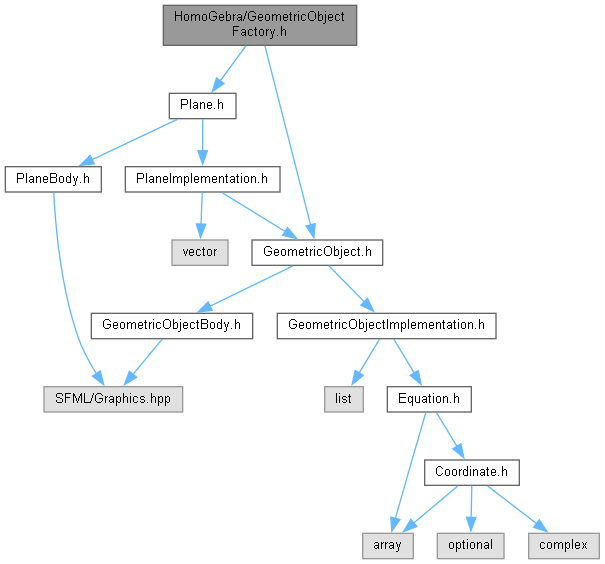 HomoGebra/GeometricObject
Factory.h
Plane.h
PlaneBody.h
PlaneImplementation.h
vector
GeometricObject.h
GeometricObjectBody.h
GeometricObjectImplementation.h
SFML/Graphics.hpp
list
Equation.h
Coordinate.h
array
optional
complex